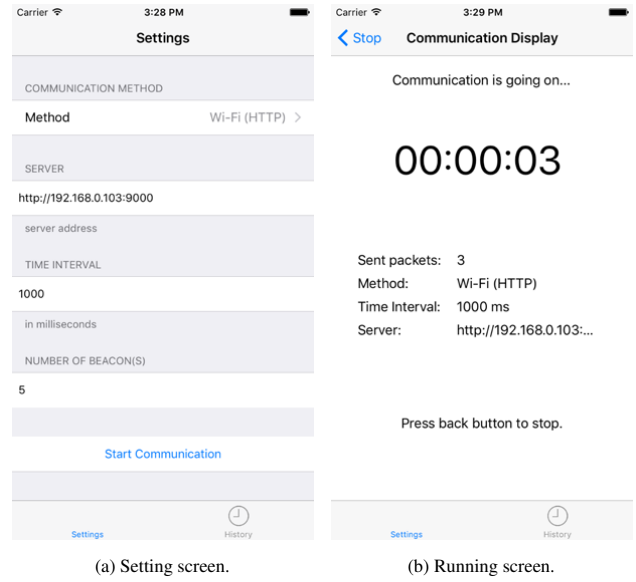 Carrier 3:28 PM
Settings
COMMUNICATION METHOD
Method Wi-Fi (HTTP)
SERVER
http://192.168.0.103:9000
server address
TIME INTERVAL
1000
in milliseconds
NUMBER OF BEACON(S)
5
Start Communication
Settings History
(a) Setting screen.
Carrier 3:29 PM
Stop Communication Display
Communication is going on...
00:00:03
Sent packets: 3
Method: Wi-Fi (HTTP)
Time Interval: 1000 ms
Server: http://192.168.0.103:...
Press back button to stop.
Settings History
(b) Running screen.